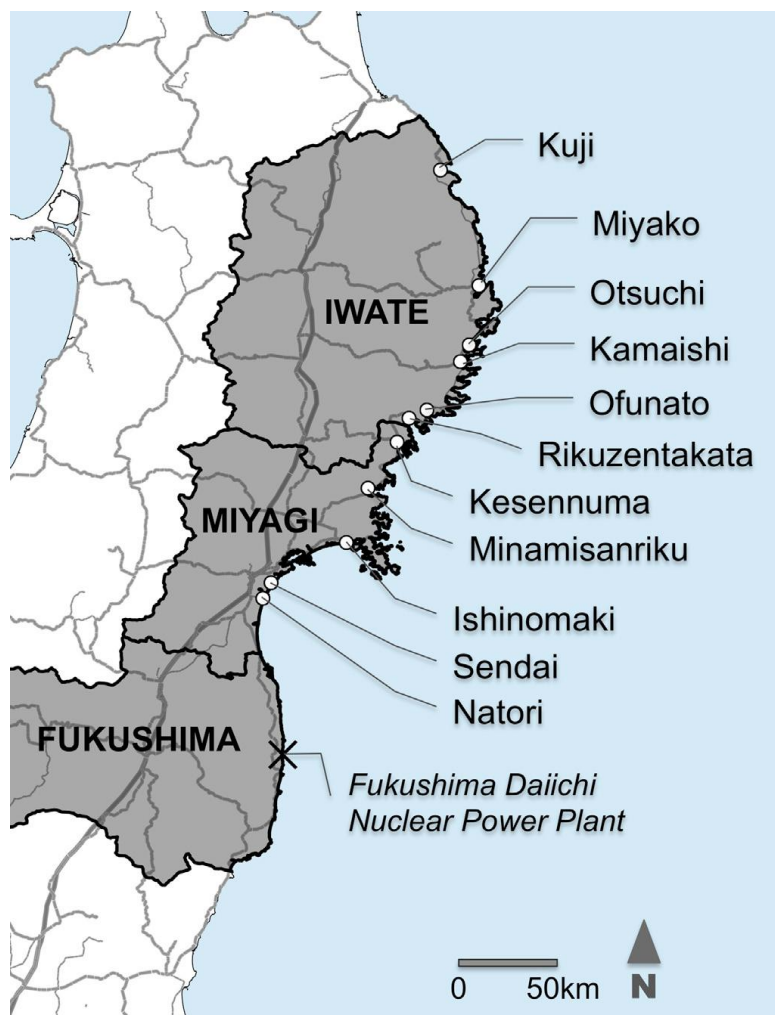 Kuji
Miyako
Otsuchi
IWATE
Kamaishi
Ofunato
Rikuzentakata
Kesennuma
MIYAGI
Minamisanriku
Ishinomaki
Sendai
Natori
FUKUSHIMA
Fukushima Daiichi
Nuclear Power Plant
0 50km
N